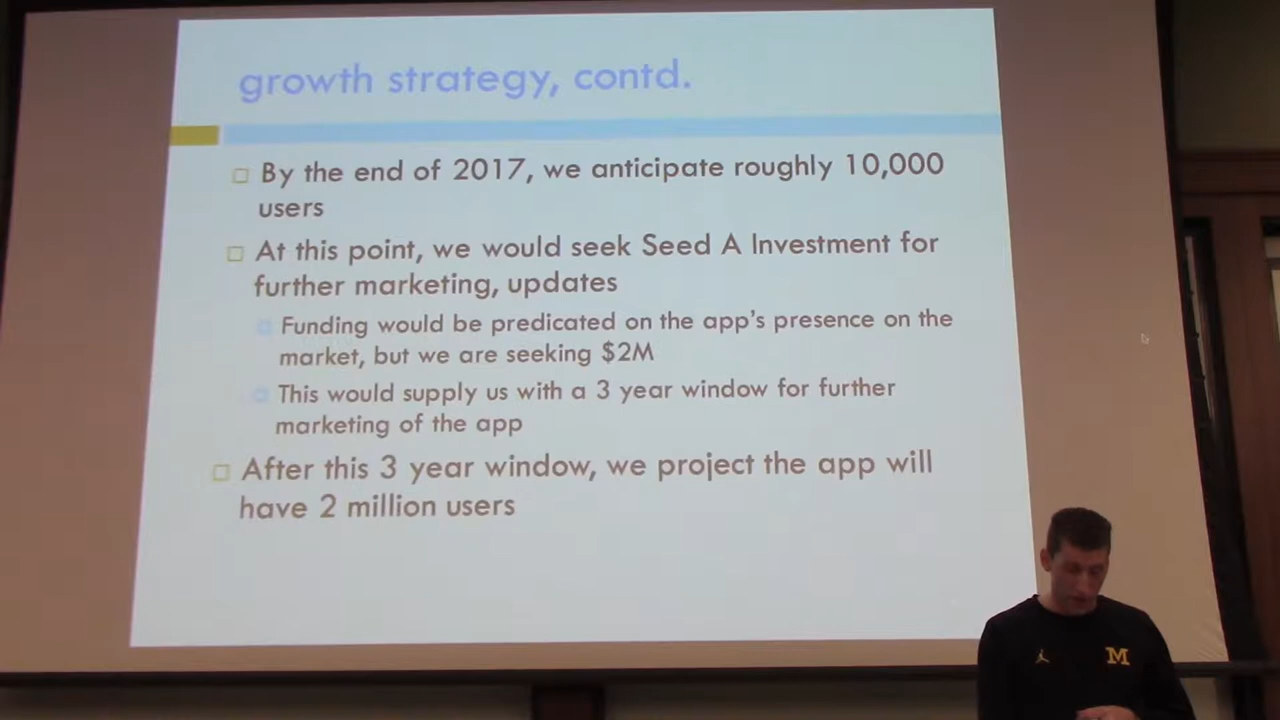 growth strategy, contd.
By the end of 2017, we anticipate roughly 10,000
users
At this point, we would seek Seed A Investment for
further marketing, updates
Funding would be predicated on the app's presence on the
market, but we are seeking $2M
This would supply us with a 3 year window for further
marketing of the app
After this 3 year window, we project the app will
have 2 million users
M